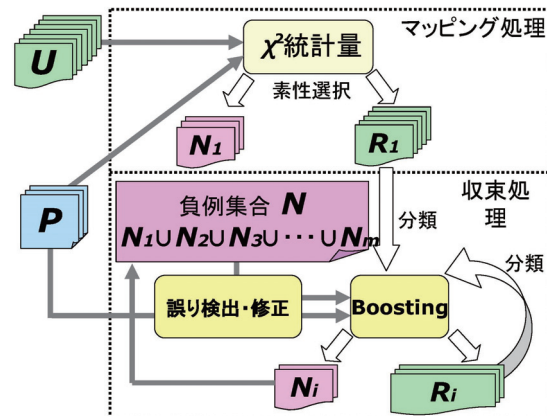 マッピング処理
U
χ²統計量
素性選択
N₁
R₁
収束処
理
P
負例集合 N
N₁∪N₂∪N₃∪···∪Nm
分類
分類
誤り検出・修正
Boosting
Ni
Ri